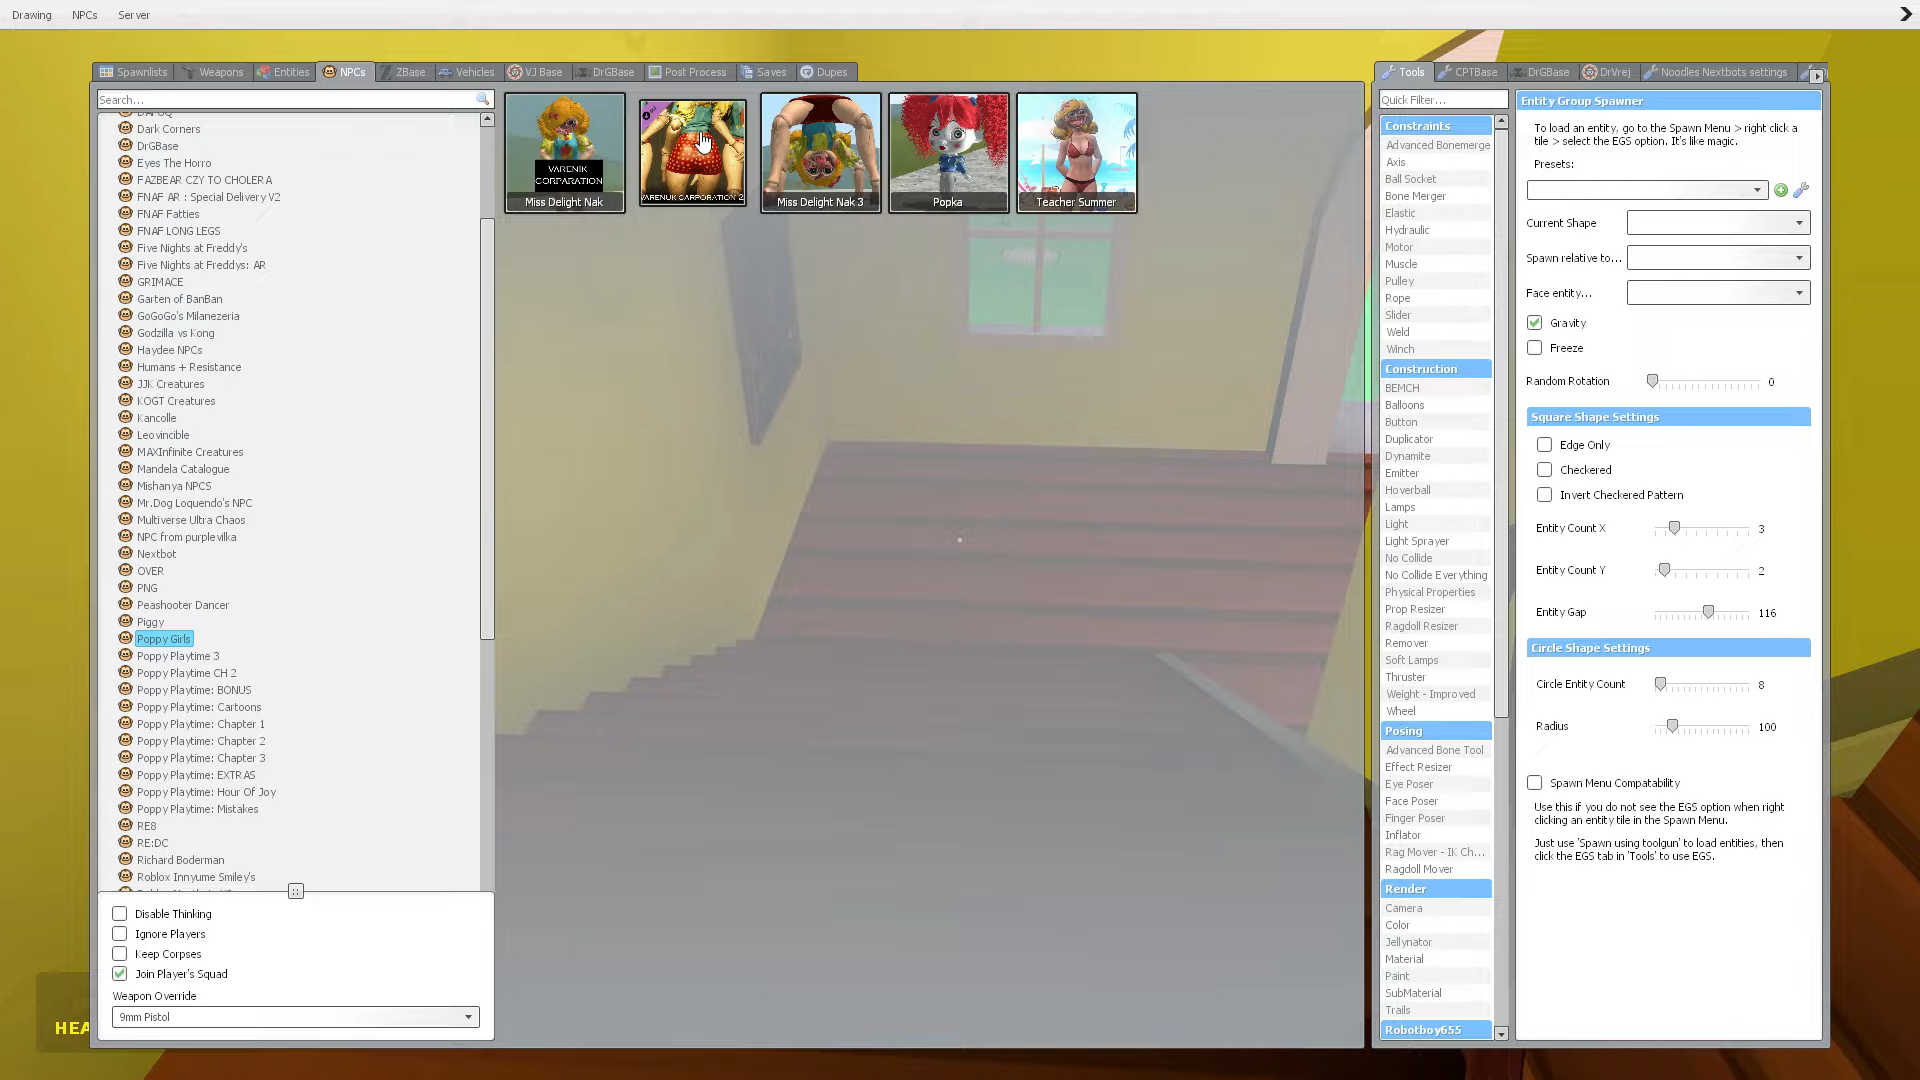 Drawing NPCs Server
Spawnlists Weapons Entities NPCs ZBase Vehicles VJ Base DrGBase Post Process Saves Dupes
Search...
Dark Corners
DrGBase
Eyes The Horro
FAZBEAR CZY TO CHOLERA
FNAF AR : Special Delivery V2
FNAF Fatties
FNAF LONG LEGS
Five Nights at Freddy's
Five Nights at Freddys: AR
GRIMACE
Garten of BanBan
GoGoGo's Milanezeria
Godzilla vs Kong
Haydee NPCs
Humans + Resistance
JJK Creatures
KOGT Creatures
Kancolle
Leovincible
MAXInfinite Creatures
Mandela Catalogue
Mishanya NPCS
Mr.Dog Loquendo's NPC
Multiverse Ultra Chaos
NPC from purplevilka
Nextbot
OVER
PNG
Peashooter Dancer
Piggy
Poppy Girls
Poppy Playtime 3
Poppy Playtime CH 2
Poppy Playtime: BONUS
Poppy Playtime: Cartoons
Poppy Playtime: Chapter 1
Poppy Playtime: Chapter 2
Poppy Playtime: Chapter 3
Poppy Playtime: EXTRAS
Poppy Playtime: Hour Of Joy
Poppy Playtime: Mistakes
RE8
RE:DC
Richard Boderman
Roblox Innyume Smiley's
Disable Thinking
Ignore Players
Keep Corpses
Join Player's Squad
Weapon Override
9mm Pistol
HEA
VARENIK
CORPARATION
Miss Delight Nak
VARENUK CARPORATION 2
Miss Delight Nak 3
Popka
Teacher Summer
Tools CPTBase DrGBase DrVrej Noodles Nextbots settings
Quick Filter...
Constraints
Advanced Bonemerge
Axis
Ball Socket
Bone Merger
Elastic
Hydraulic
Motor
Muscle
Pulley
Rope
Slider
Weld
Winch
Construction
BEMCH
Balloons
Button
Duplicator
Dynamite
Emitter
Hoverball
Lamps
Light
Light Sprayer
No Collide
No Collide Everything
Physical Properties
Prop Resizer
Ragdoll Resizer
Remover
Soft Lamps
Thruster
Weight - Improved
Wheel
Posing
Advanced Bone Tool
Effect Resizer
Eye Poser
Face Poser
Finger Poser
Inflator
Rag Mover - IK Ch...
Ragdoll Mover
Render
Camera
Color
Jellynator
Material
Paint
SubMaterial
Trails
Robotboy655
Entity Group Spawner
To load an entity, go to the Spawn Menu > right click a
tile > select the EGS option. It's like magic.
Presets:
Current Shape
Spawn relative to...
Face entity...
Gravity
Freeze
Random Rotation 0
Square Shape Settings
Edge Only
Checkered
Invert Checkered Pattern
Entity Count X 3
Entity Count Y 2
Entity Gap 116
Circle Shape Settings
Circle Entity Count 8
Radius 100
Spawn Menu Compatability
Use this if you do not see the EGS option when right
clicking an entity tile in the Spawn Menu.
Just use 'Spawn using toolgun' to load entities, then
click the EGS tab in 'Tools' to use EGS.